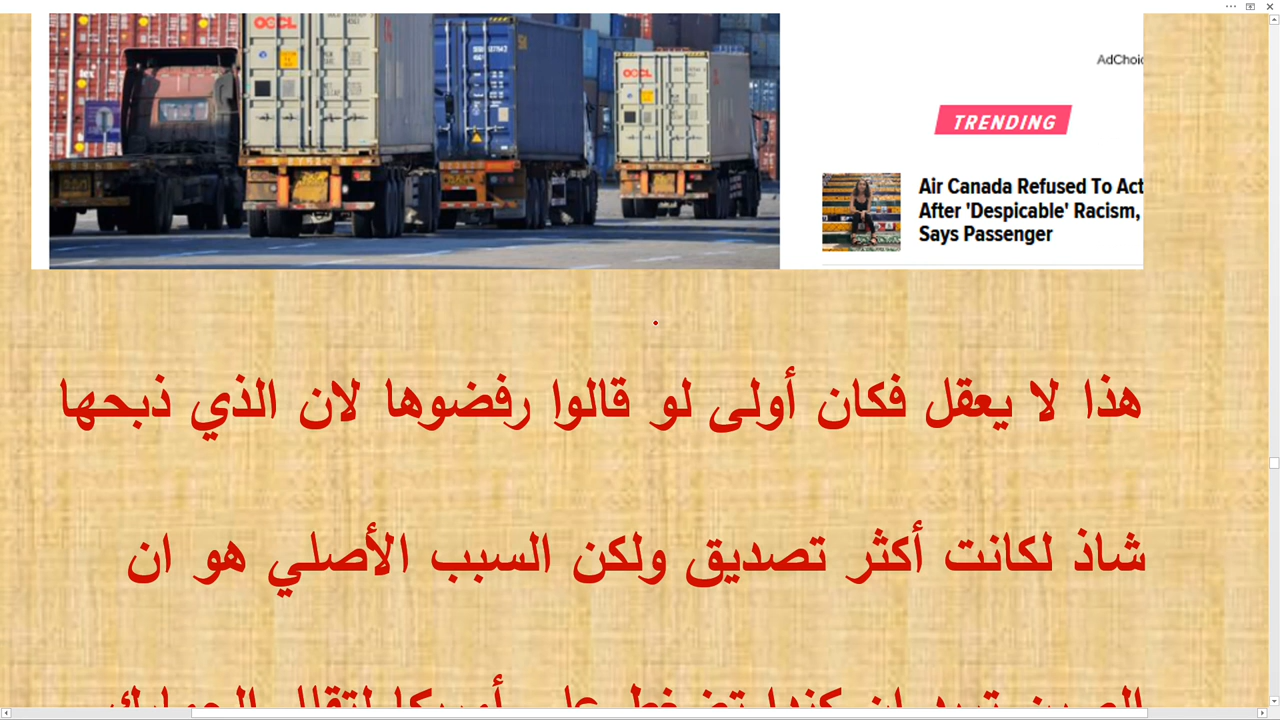 OOCL
OOCL
AdChoic
TRENDING
Air Canada Refused To Act
After 'Despicable' Racism,
Says Passenger
هذا لا يعقل فكان أولى لو قالوا رفضوها لان الذي ذبحها
شاذ لكانت أكثر تصديق ولكن السبب الأصلي هو ان